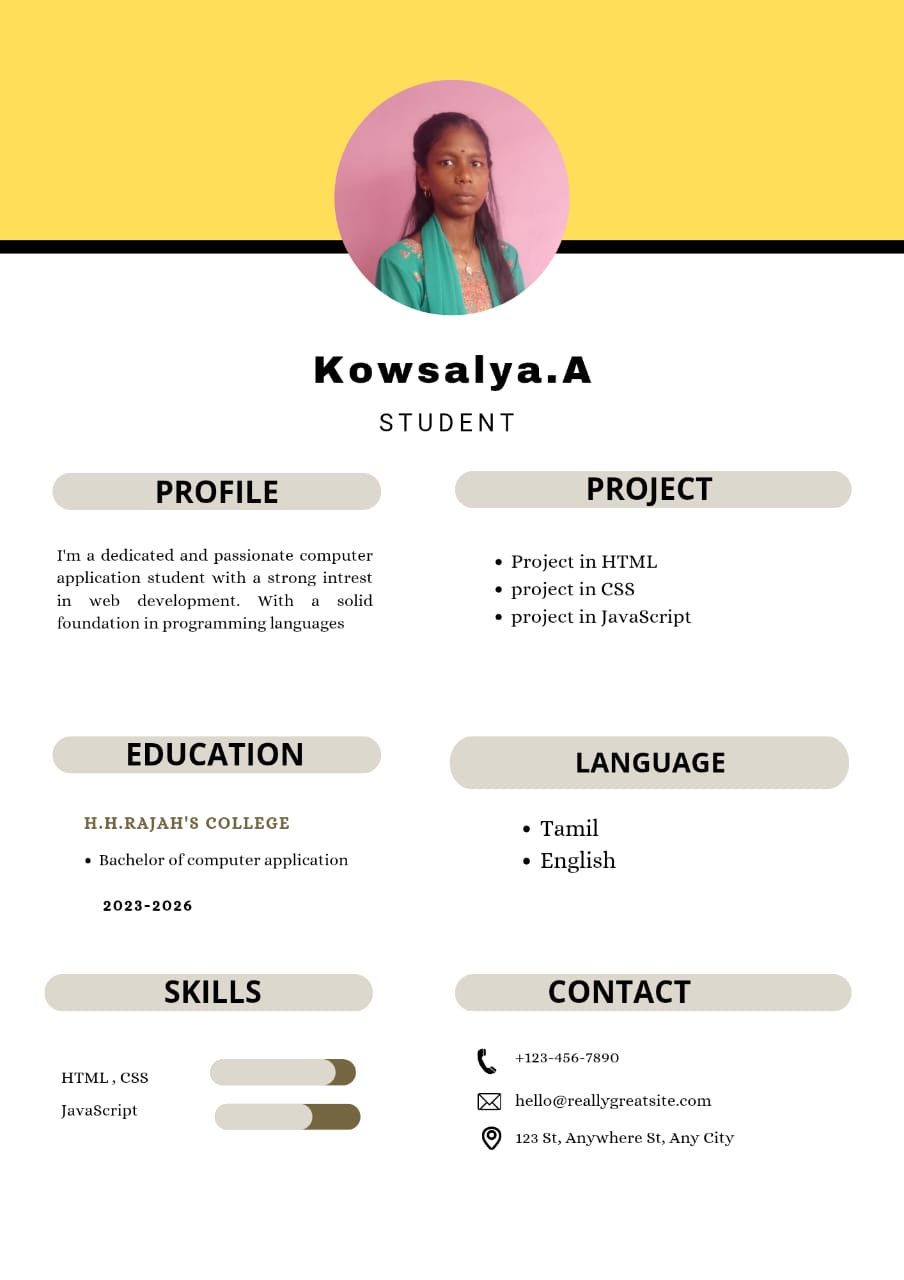 Kowsalya.A
STUDENT
PROFILE
I'm a dedicated and passionate computer
application student with a strong intrest
in web development. With a solid
foundation in programming languages
PROJECT
Project in HTML
project in CSS
project in JavaScript
EDUCATION
H.H.RAJAH'S COLLEGE
Bachelor of computer application
2023-2026
LANGUAGE
Tamil
English
SKILLS
HTML , CSS
JavaScript
CONTACT
+123-456-7890
hello@reallygreatsite.com
123 St, Anywhere St, Any City